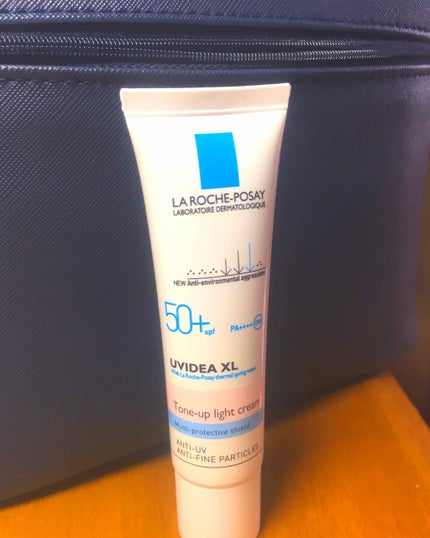 LA ROCHE-POSAY
LABORATOIRE DERMATOLOGIQUE
NEW Anti-environmental aggressions
50+ spf PA++++ UVA
UVIDEA XL
With La Roche-Posay thermal spring water
Tone-up light cream
Multi-protective shield
ANTI-UV
ANTI-FINE PARTICLES